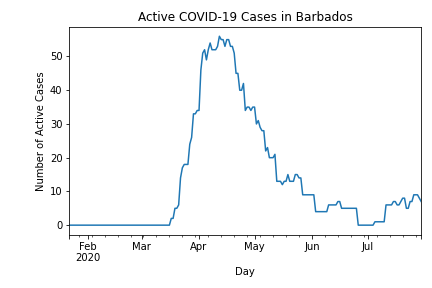 Active COVID-19 Cases in Barbados
Number of Active Cases
50
40
30
20
10
0
Feb Mar Apr May Jun Jul
2020
Day